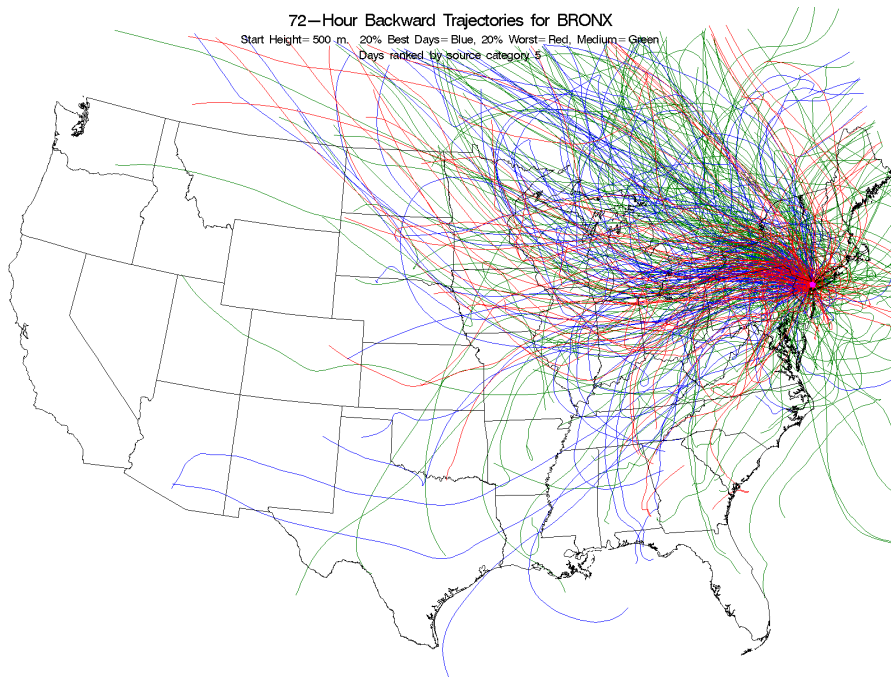 72—Hour Backward Trajectories for BRONX
Start Height= 500 m.  20% Best Days=Blue, 20% Worst=Red, Medium=Green
Days ranked by source category 5